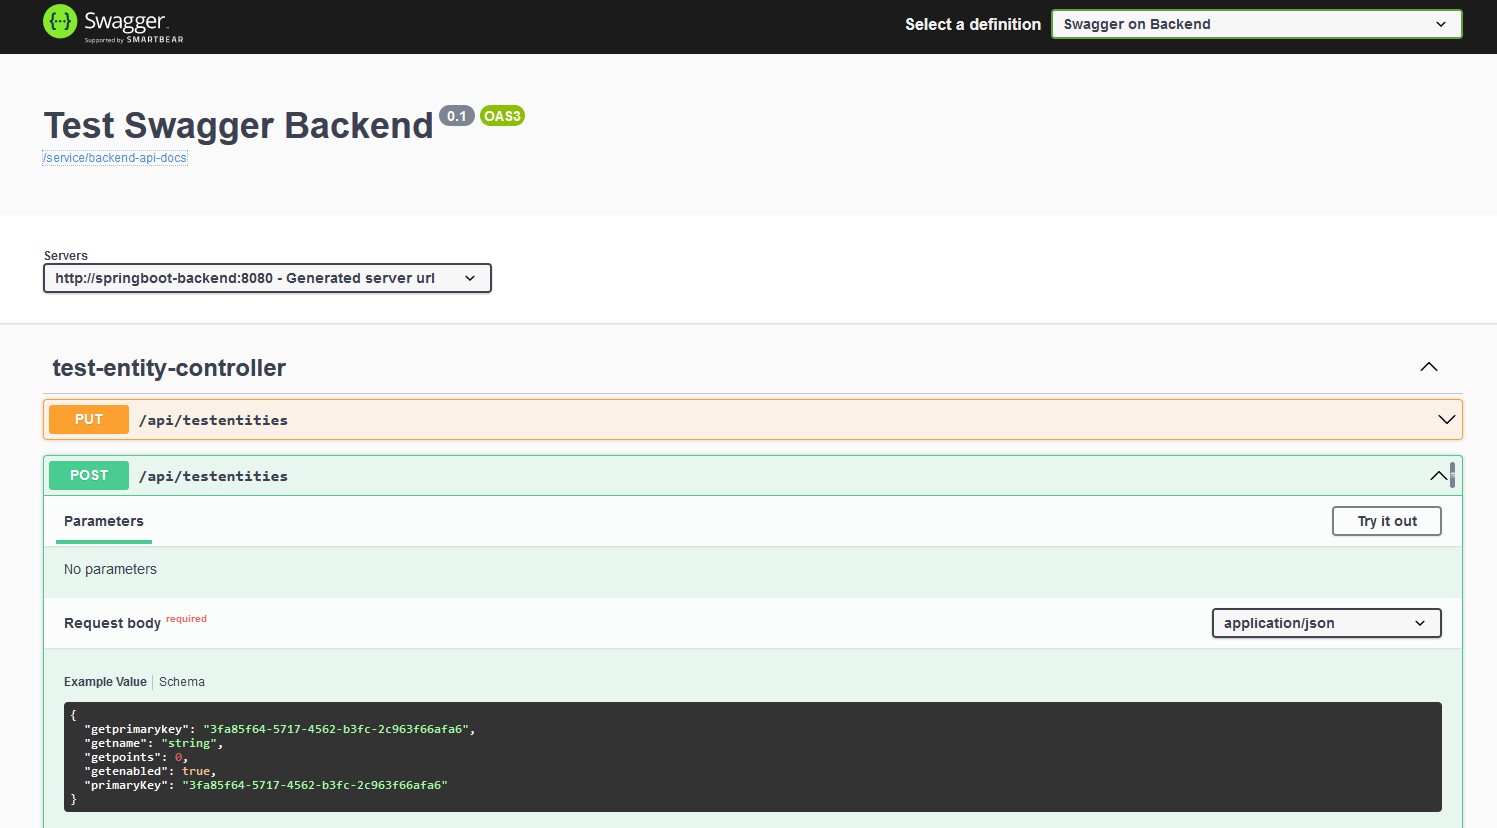 Swagger
Supported by SMARTBEAR
Select a definition
Swagger on Backend
Test Swagger Backend 0.1 OAS3
/service/backend-api-docs
Servers
http://springboot-backend:8080 - Generated server url
test-entity-controller
PUT /api/testentities
POST /api/testentities
Parameters
Try it out
No parameters
Request body required
application/json
Example Value
Schema
{
"getprimarykey": "3fa85f64-5717-4562-b3fc-2c963f66afa6",
"getname": "string",
"getpoints": 0,
"getenabled": true,
"primaryKey": "3fa85f64-5717-4562-b3fc-2c963f66afa6"
}